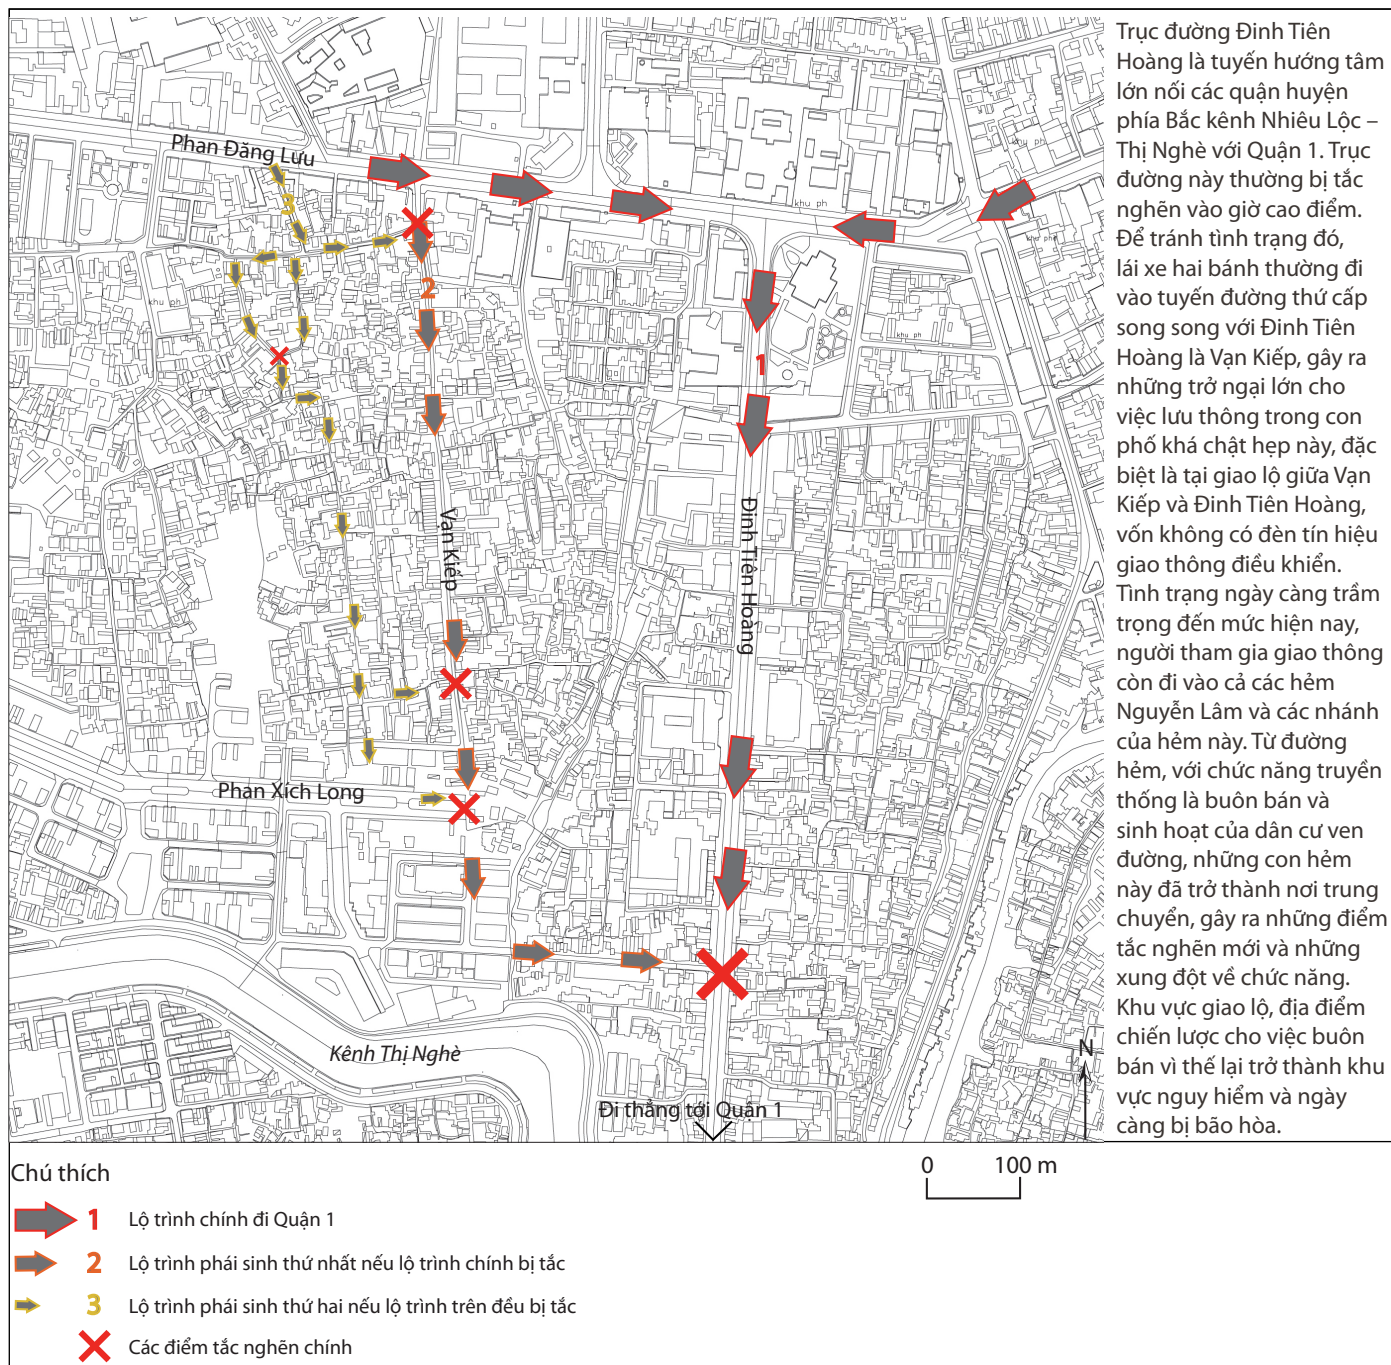 Trục đường Đinh Tiên
Hoàng là tuyến hướng tâm
lớn nối các quận huyện
phía Bắc kênh Nhiêu Lộc –
Thị Nghè với Quận 1. Trục
đường này thường bị tắc
nghẽn vào giờ cao điểm.
Để tránh tình trạng đó,
lái xe hai bánh thường đi
vào tuyến đường thứ cấp
song song với Đinh Tiên
Hoàng là Vạn Kiếp, gây ra
những trở ngại lớn cho
việc lưu thông trong con
phố khá chật hẹp này, đặc
biệt là tại giao lộ giữa Vạn
Kiếp và Đinh Tiên Hoàng,
vốn không có đèn tín hiệu
giao thông điều khiển.
Tình trạng ngày càng trầm
trọng đến mức hiện nay,
người tham gia giao thông
còn đi vào cả các hẻm
Nguyễn Lâm và các nhánh
của hẻm này. Từ đường
hẻm, với chức năng truyền
thống là buôn bán và
sinh hoạt của dân cư ven
đường, những con hẻm
này đã trở thành nơi trung
chuyển, gây ra những điểm
tắc nghẽn mới và những
xung đột về chức năng.
Khu vực giao lộ, địa điểm
chiến lược cho việc buôn
bán vì thế lại trở thành khu
vực nguy hiểm và ngày
càng bị bão hòa.
Phan Đăng Lưu
3
2
1
khu ph
khu ph
khu ph
khu ph
khu ph
Vạn Kiếp
Đinh Tiên Hoàng
Phan Xích Long
Kênh Thị Nghè
Đi thẳng tới Quận 1
N
0 100 m
Chú thích
1 Lộ trình chính đi Quận 1
2 Lộ trình phái sinh thứ nhất nếu lộ trình chính bị tắc
3 Lộ trình phái sinh thứ hai nếu lộ trình trên đều bị tắc
Các điểm tắc nghẽn chính